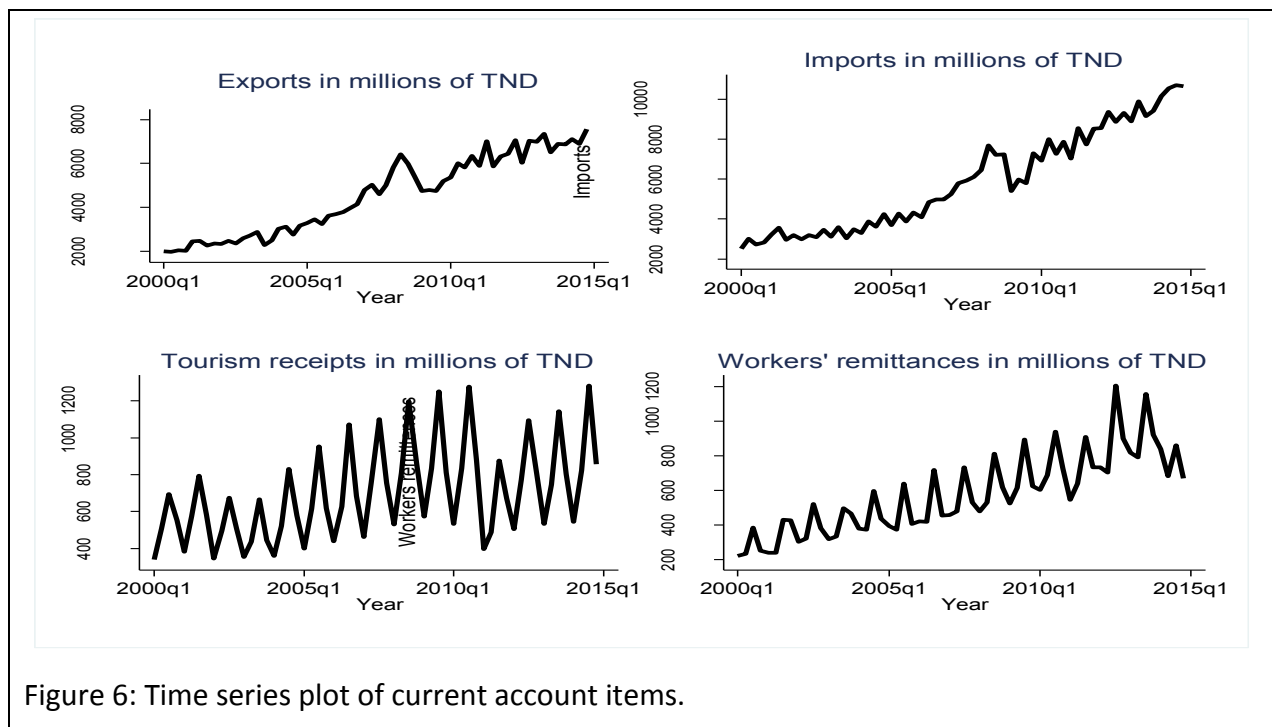 Exports in millions of TND
8000
6000
4000
2000
2000q1 2005q1 2010q1 2015q1
Year
Imports
Imports in millions of TND
10000
8000
6000
4000
2000
2000q1 2005q1 2010q1 2015q1
Year
Tourism receipts in millions of TND
1200
1000
800
600
400
2000q1 2005q1 2010q1 2015q1
Year
Workers remittances
Workers' remittances in millions of TND
1200
1000
800
600
400
200
2000q1 2005q1 2010q1 2015q1
Year
Figure 6: Time series plot of current account items.